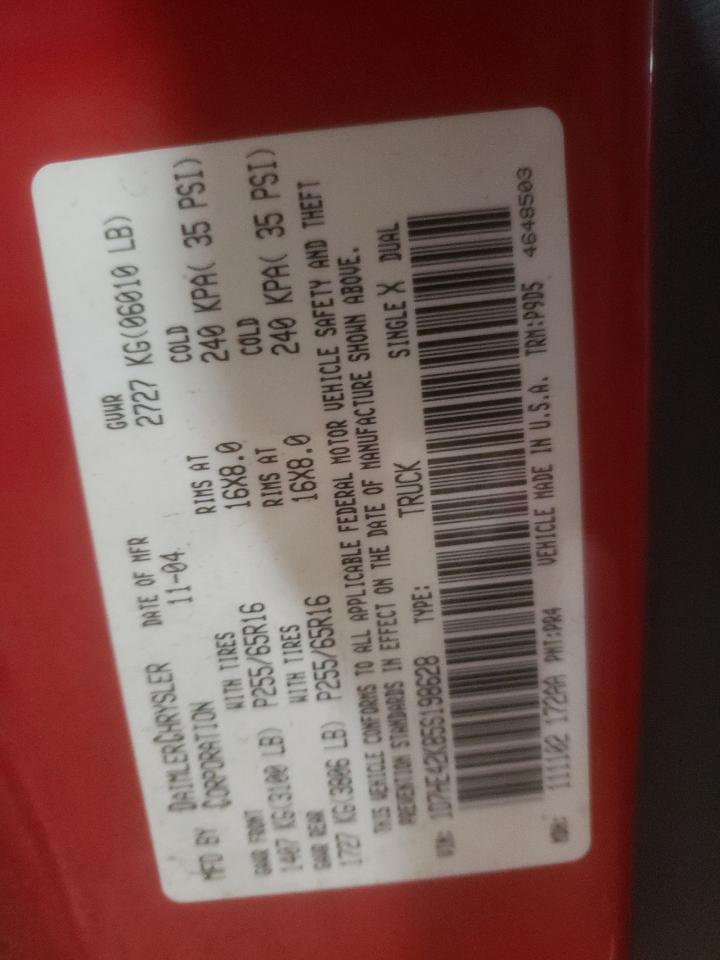 MFD BY DAIMLERCHRYSLER CORPORATION DATE OF MFR 11-04 GVWR 2727 KG(06010 LB)
GAWR FRONT WITH TIRES RIMS AT COLD
1407 KG(3100 LB) P255/65R16 16X8.0 240 KPA( 35 PSI)
GAWR REAR WITH TIRES RIMS AT COLD
1727 KG(3806 LB) P255/65R16 16X8.0 240 KPA( 35 PSI)
THIS VEHICLE CONFORMS TO ALL APPLICABLE FEDERAL MOTOR VEHICLE SAFETY AND THEFT
PREVENTION STANDARDS IN EFFECT ON THE DATE OF MANUFACTURE SHOWN ABOVE.
VIN: 1D7HE42K85S198628 TYPE: TRUCK SINGLE X DUAL
MDH: 111102 172AA PNT:PR4 VEHICLE MADE IN U.S.A. TRM:P9D5 4648503